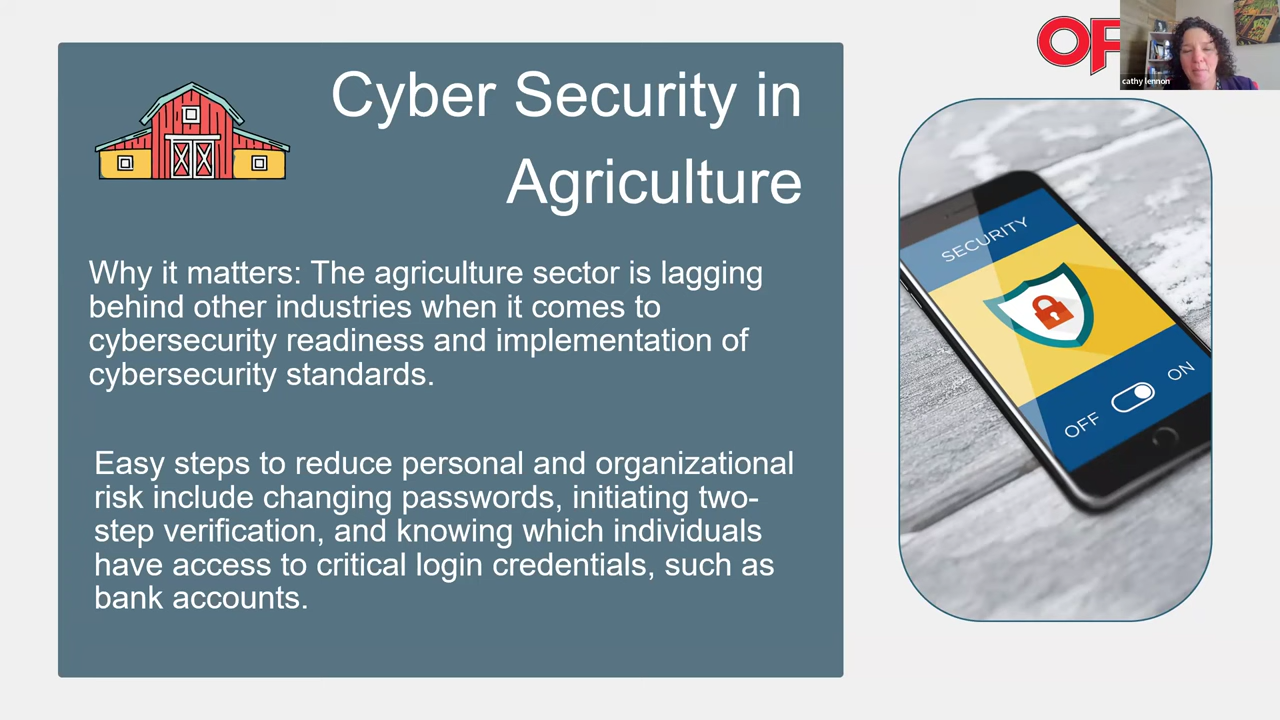 Cyber Security in
Agriculture
Why it matters: The agriculture sector is lagging
behind other industries when it comes to
cybersecurity readiness and implementation of
cybersecurity standards.
Easy steps to reduce personal and organizational
risk include changing passwords, initiating two-
step verification, and knowing which individuals
have access to critical login credentials, such as
bank accounts.
OF
cathy lennon
SECURITY
OFF
ON